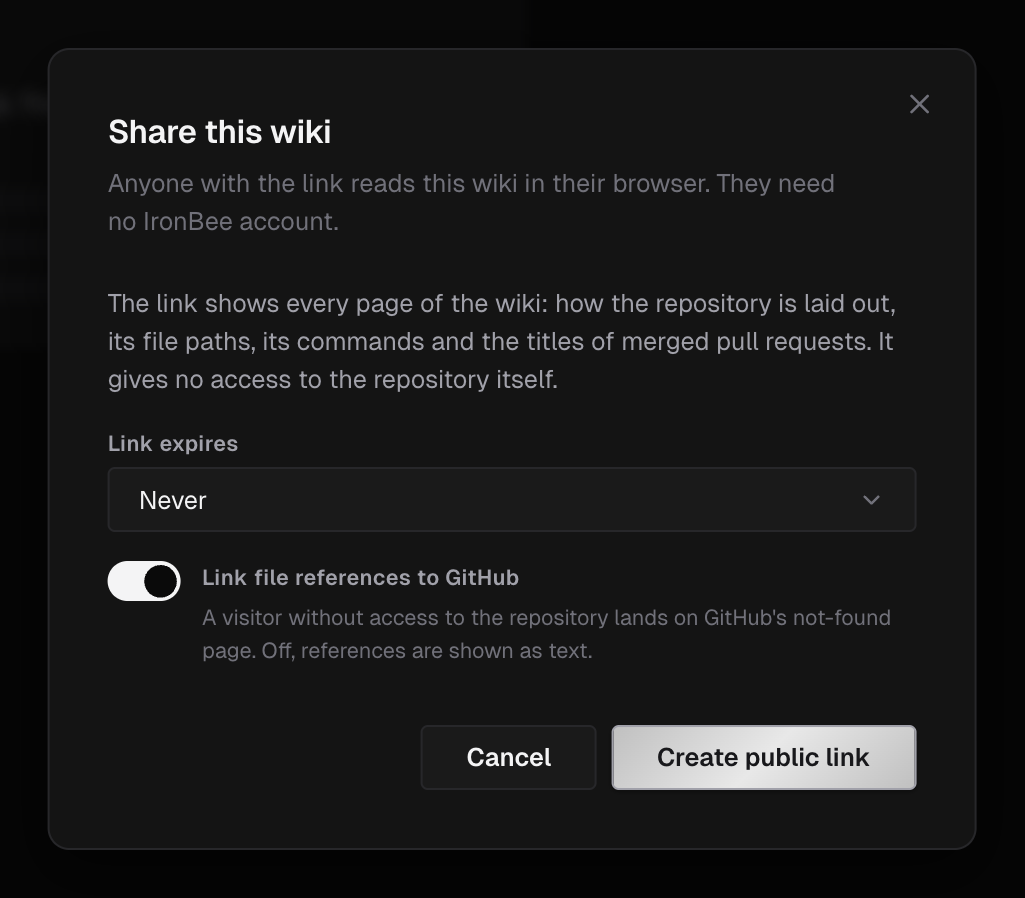 Share this wiki
Anyone with the link reads this wiki in their browser. They need
no IronBee account.
The link shows every page of the wiki: how the repository is laid out,
its file paths, its commands and the titles of merged pull requests. It
gives no access to the repository itself.
Link expires
Never
Link file references to GitHub
A visitor without access to the repository lands on GitHub's not-found
page. Off, references are shown as text.
Cancel
Create public link